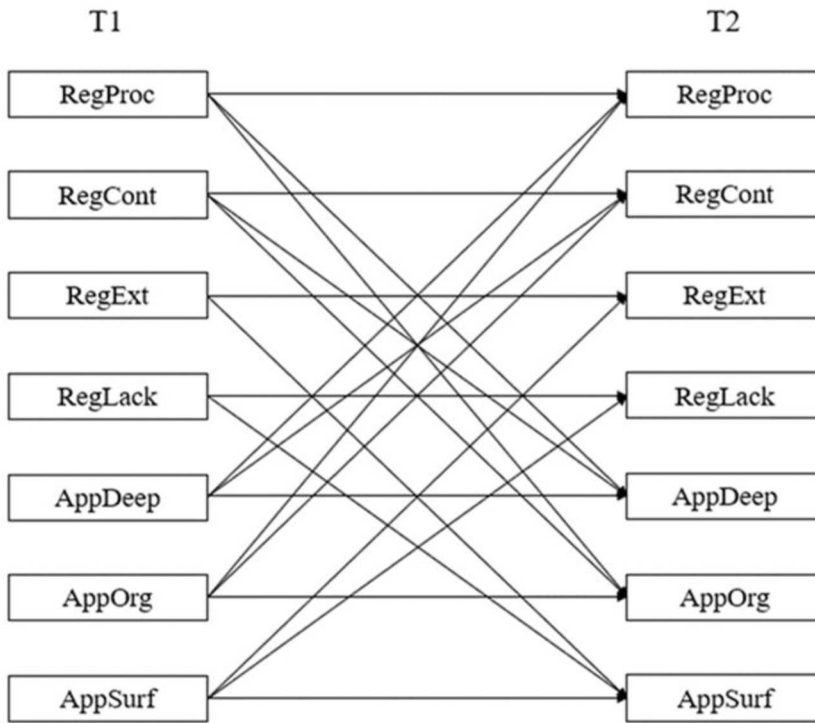 T1 T2
RegProc RegProc
RegCont RegCont
RegExt RegExt
RegLack RegLack
AppDeep AppDeep
AppOrg AppOrg
AppSurf AppSurf